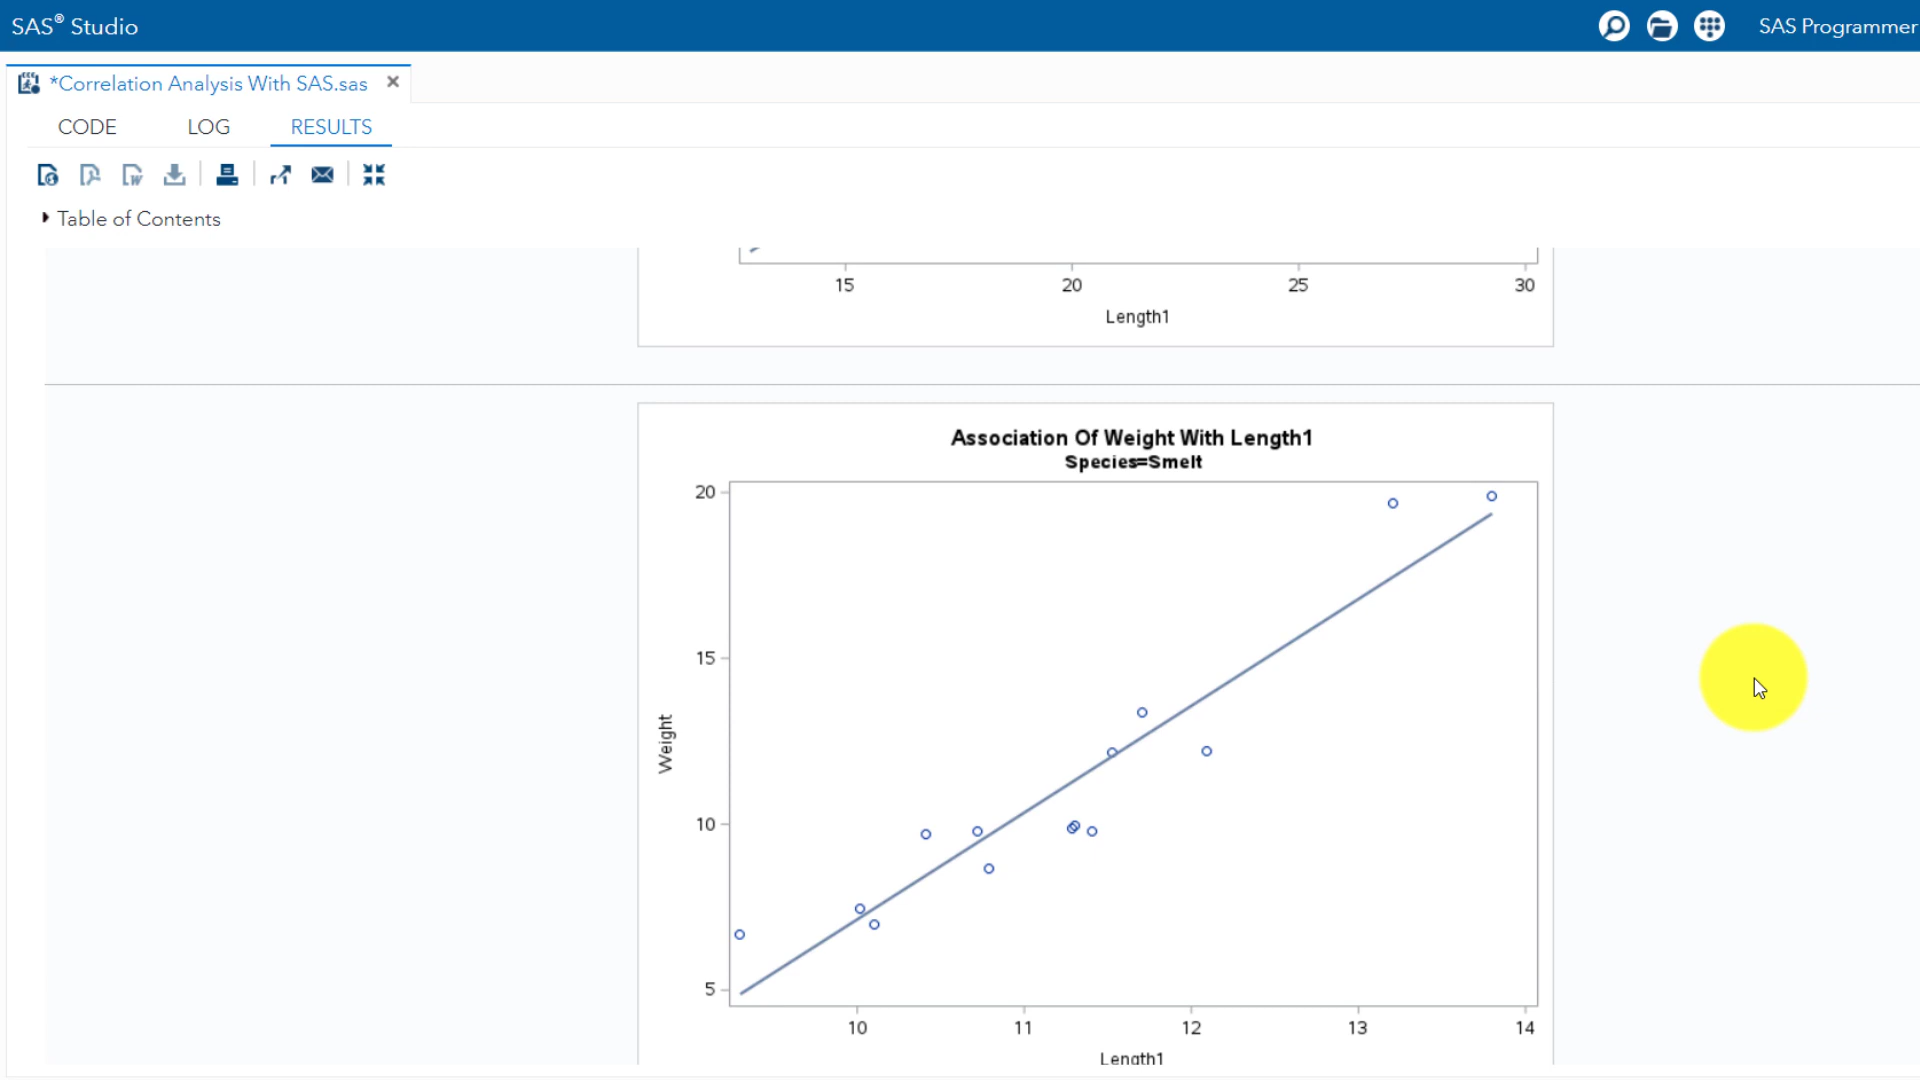 SAS® Studio
SAS Programmer
*Correlation Analysis With SAS.sas
CODE LOG RESULTS
Table of Contents
15 20 25 30
Length1
Association Of Weight With Length1
Species=Smelt
20
15
Weight
10
5
10 11 12 13 14
Length1